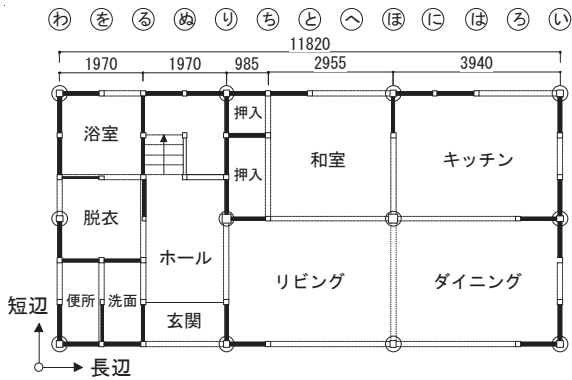 わ を る ぬ り ち と へ ほ に は ろ い
11820
1970 1970 985 2955 3940
押入
浴室
和室 キッチン
押入
脱衣
ホール
リビング ダイニング
便所 洗面
玄関
短辺
長辺